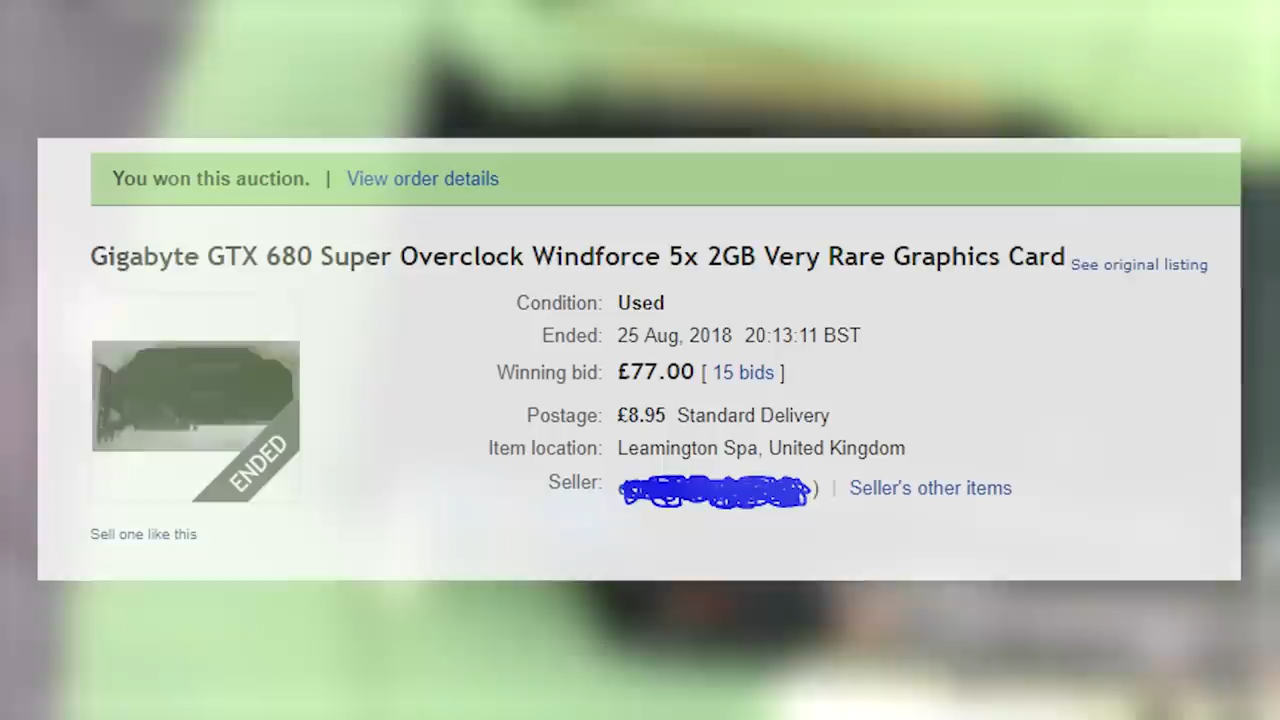 You won this auction. | View order details
Gigabyte GTX 680 Super Overclock Windforce 5x 2GB Very Rare Graphics Card See original listing
Condition: Used
Ended: 25 Aug, 2018 20:13:11 BST
Winning bid: £77.00 [ 15 bids ]
Postage: £8.95 Standard Delivery
Item location: Leamington Spa, United Kingdom
Seller: ) | Seller's other items
ENDED
Sell one like this